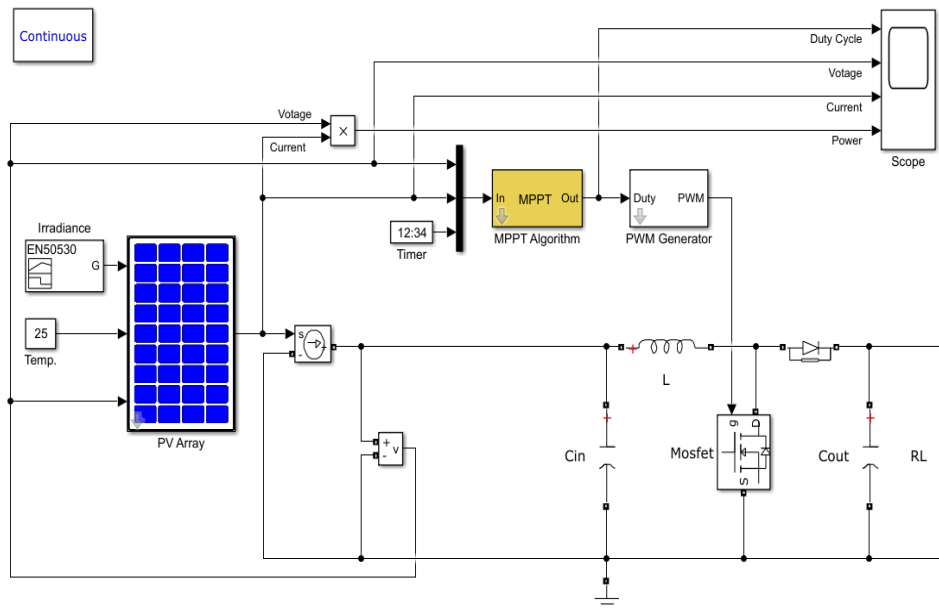 Continuous
Duty Cycle
Votage
Current
Power
Scope
Votage
Current
X
In MPPT Out
MPPT Algorithm
Duty PWM
PWM Generator
12:34
Timer
Irradiance
EN50530
G
25
Temp.
PV Array
s
-
+
-
v
+
L
+
Cin
Mosfet
g
D
S
+
Cout
RL